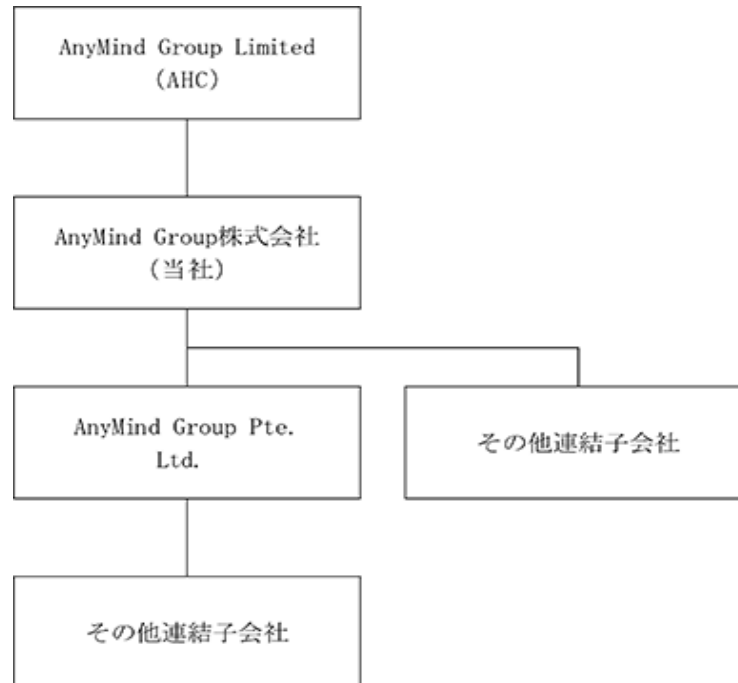 AnyMind Group Limited
（AHC）
AnyMind Group株式会社
（当社）
AnyMind Group Pte.
Ltd.
その他連結子会社
その他連結子会社